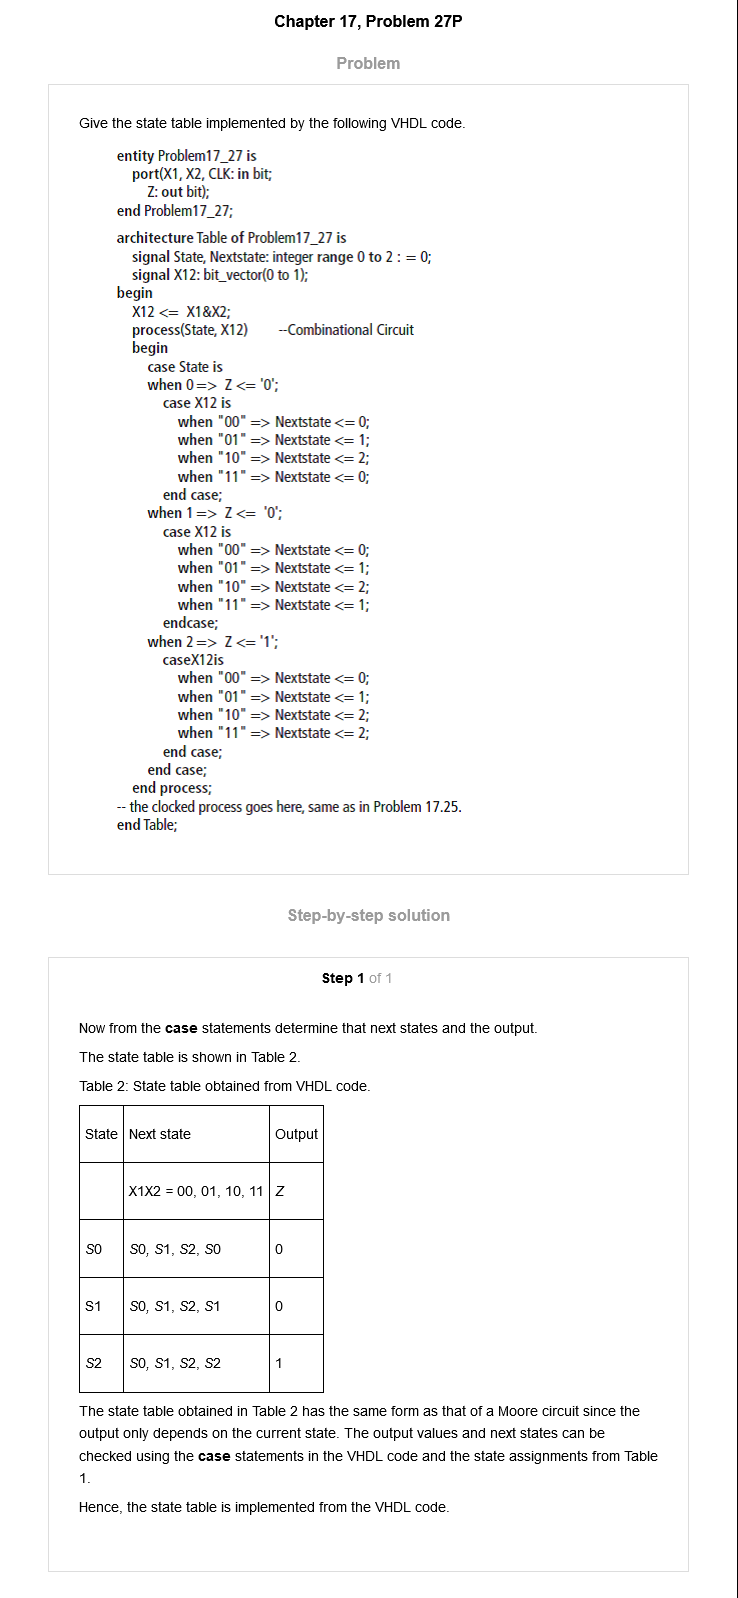 Chapter 17, Problem 27P
Problem
Give the state table implemented by the following VHDL code.
entity Problem17_27 is
port(X1, X2, CLK: in bit;
Z: out bit);
end Problem17_27;
architecture Table of Problem17_27 is
signal State, Nextstate: integer range 0 to 2 : = 0;
signal X12: bit_vector(0 to 1);
begin
X12 <= X1&X2;
process(State, X12) --Combinational Circuit
begin
case State is
when 0 => Z <= '0';
case X12 is
when "00" => Nextstate <= 0;
when "01" => Nextstate <= 1;
when "10" => Nextstate <= 2;
when "11" => Nextstate <= 0;
end case;
when 1 => Z <= '0';
case X12 is
when "00" => Nextstate <= 0;
when "01" => Nextstate <= 1;
when "10" => Nextstate <= 2;
when "11" => Nextstate <= 1;
endcase;
when 2 => Z <= '1';
caseX12is
when "00" => Nextstate <= 0;
when "01" => Nextstate <= 1;
when "10" => Nextstate <= 2;
when "11" => Nextstate <= 2;
end case;
end case;
end process;
-- the clocked process goes here, same as in Problem 17.25.
end Table;
Step-by-step solution
Step 1 of 1
Now from the case statements determine that next states and the output.
The state table is shown in Table 2.
Table 2: State table obtained from VHDL code.
State Next state Output
X1X2 = 00, 01, 10, 11 Z
S0 S0, S1, S2, S0 0
S1 S0, S1, S2, S1 0
S2 S0, S1, S2, S2 1
The state table obtained in Table 2 has the same form as that of a Moore circuit since the
output only depends on the current state. The output values and next states can be
checked using the case statements in the VHDL code and the state assignments from Table
1.
Hence, the state table is implemented from the VHDL code.